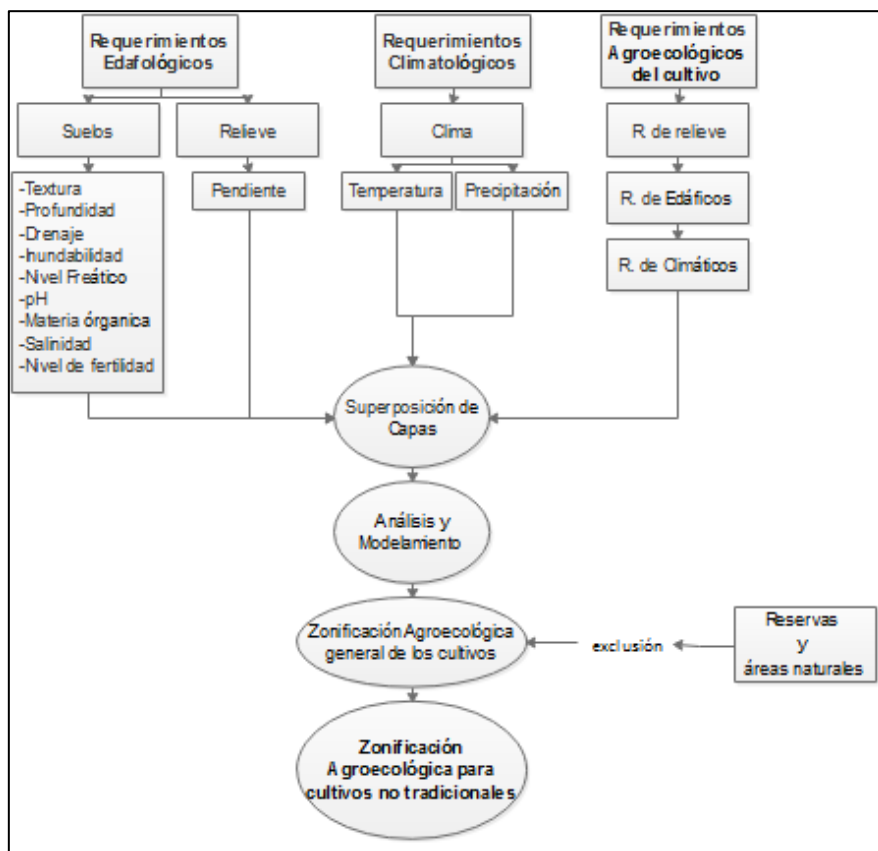 Requerimientos
Edafológicos
Requerimientos
Climatológicos
Requerimientos
Agroecológicos
del cultivo
Suelos
Relieve
Clima
R. de relieve
-Textura
-Profundidad
-Drenaje
-Inundabilidad
-Nivel Freático
-pH
-Materia órganica
-Salinidad
-Nivel de fertilidad
Pendiente
Temperatura
Precipitación
R. de Edáficos
R. de Climáticos
Superposición de
Capas
Análisis y
Modelamiento
Zonificación Agroecológica
general de los cultivos
exclusión
Reservas
y
áreas naturales
Zonificación
Agroecológica para
cultivos no tradicionales